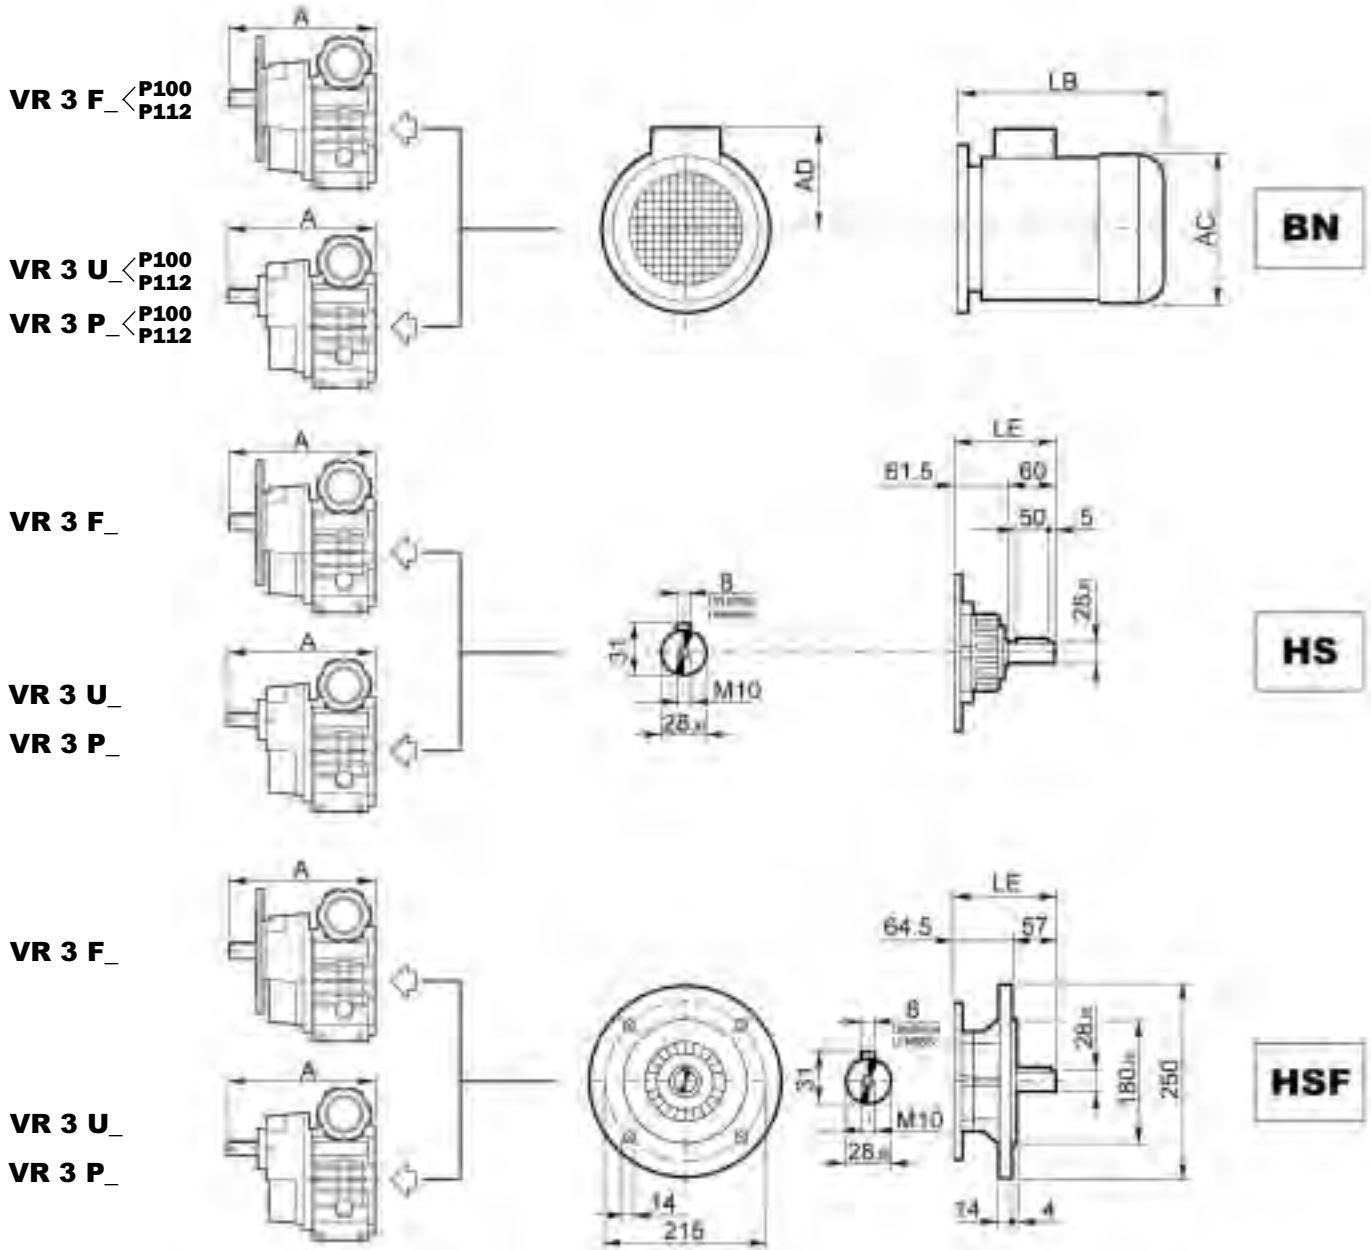 A
VR 3 F_ P100
P112
LB
AD
AC
BN
A
VR 3 U_ P100
P112
VR 3 P_ P100
P112
A
VR 3 F_
LE
61.5 60
50 5
28
8
31
M10
28
HS
A
VR 3 U_
VR 3 P_
A
VR 3 F_
LE
64.5 57
8
31
M10
28
28
180
250
HSF
14 4
14
215
A
VR 3 U_
VR 3 P_